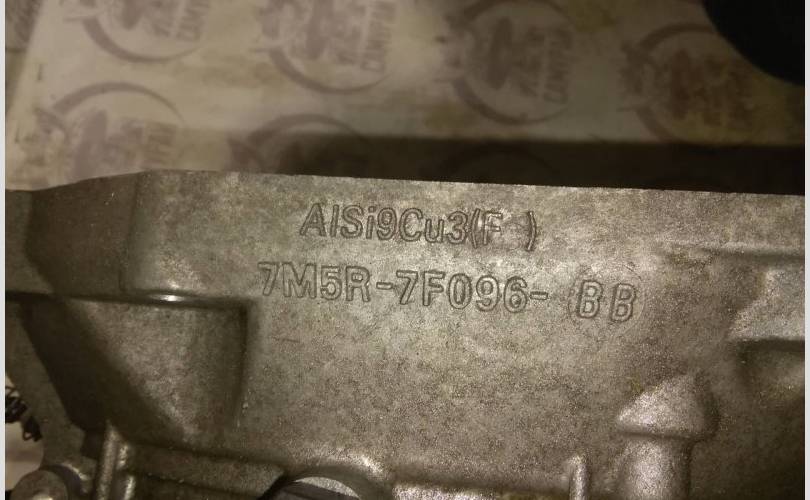 AlSi9Cu3(F )
7M5R-7F096- BB